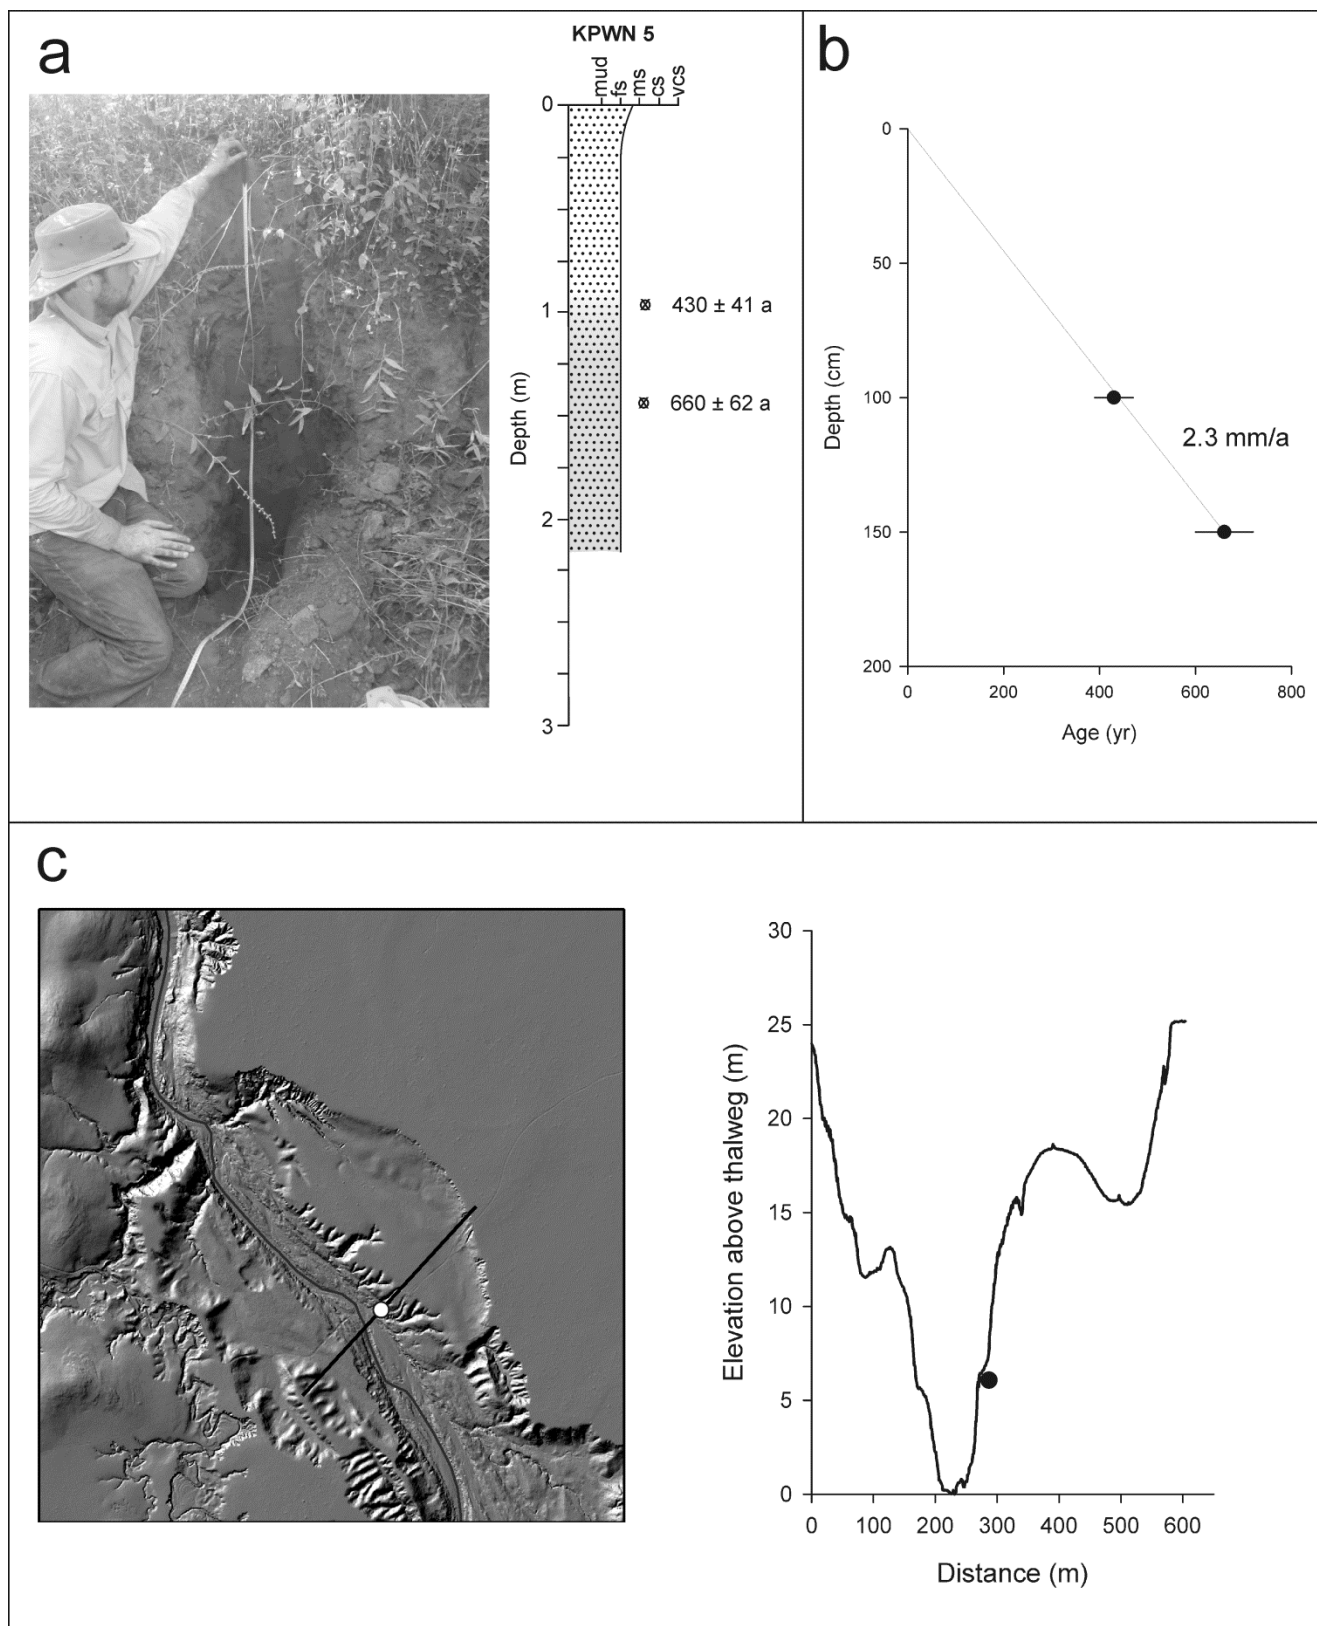 a
KPWN 5
mud
fs
ms
cs
vcs
0
1
2
3
Depth (m)
430 ± 41 a
660 ± 62 a
b
0
50
100
150
200
Depth (cm)
2.3 mm/a
0 200 400 600 800
Age (yr)
c
30
25
20
15
10
5
0
Elevation above thalweg (m)
0 100 200 300 400 500 600
Distance (m)